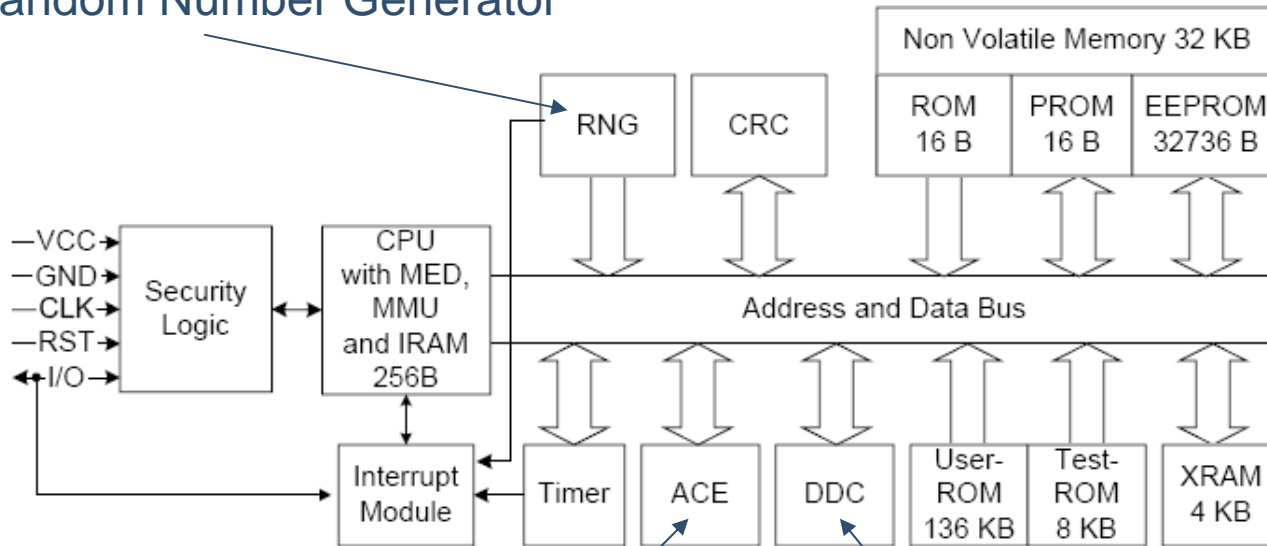 andom Number Generator
Non Volatile Memory 32 KB
RNG
CRC
ROM
16 B
PROM
16 B
EEPROM
32736 B
VCC
GND
CLK
RST
I/O
Security
Logic
CPU
with MED,
MMU
and IRAM
256B
Address and Data Bus
Interrupt
Module
Timer
ACE
DDC
User-
ROM
136 KB
Test-
ROM
8 KB
XRAM
4 KB